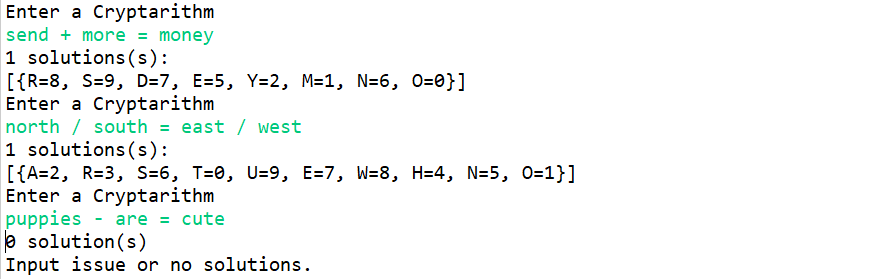 Enter a Cryptarithm
send + more = money
1 solutions(s):
[{R=8, S=9, D=7, E=5, Y=2, M=1, N=6, O=0}]
Enter a Cryptarithm
north / south = east / west
1 solutions(s):
[{A=2, R=3, S=6, T=0, U=9, E=7, W=8, H=4, N=5, O=1}]
Enter a Cryptarithm
puppies - are = cute
0 solution(s)
Input issue or no solutions.